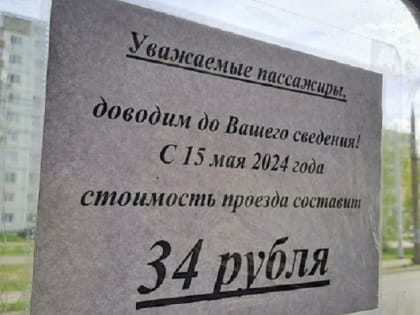 Уважаемые пассажиры,
доводим до Вашего сведения!
С 15 мая 2024 года
стоимость проезда составит
34 рубля